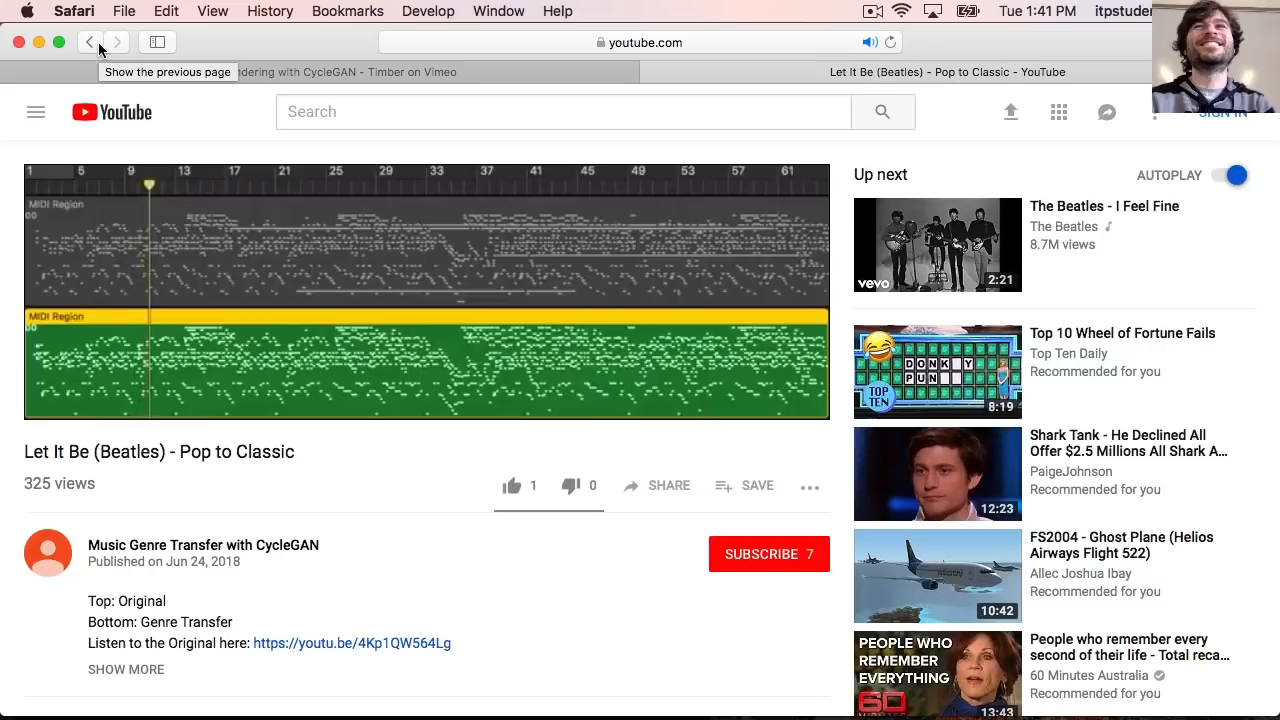 Safari File Edit View History Bookmarks Develop Window Help Tue 1:41 PM itpstuder
youtube.com
Show the previous page
dering with CycleGAN - Timber on Vimeo
Let It Be (Beatles) - Pop to Classic - YouTube
YouTube
Search
SIGN IN
1 5 9 13 17 21 25 29 33 37 41 45 49 53 57 61
MIDI Region
MIDI Region
Let It Be (Beatles) - Pop to Classic
325 views
1 0 SHARE SAVE
Music Genre Transfer with CycleGAN
Published on Jun 24, 2018
SUBSCRIBE 7
Top: Original
Bottom: Genre Transfer
Listen to the Original here: https://youtu.be/4Kp1QW564Lg
SHOW MORE
Up next
AUTOPLAY
vevo
2:21
The Beatles - I Feel Fine
The Beatles
8.7M views
DONK Y
PUN
TOP
TEN
8:19
Top 10 Wheel of Fortune Fails
Top Ten Daily
Recommended for you
12:23
Shark Tank - He Declined All
Offer $2.5 Millions All Shark A...
PaigeJohnson
Recommended for you
10:42
FS2004 - Ghost Plane (Helios
Airways Flight 522)
Allec Joshua Ibay
Recommended for you
PEOPLE WHO
REMEMBER
EVERYTHING
60
13:43
People who remember every
second of their life - Total reca...
60 Minutes Australia
Recommended for you